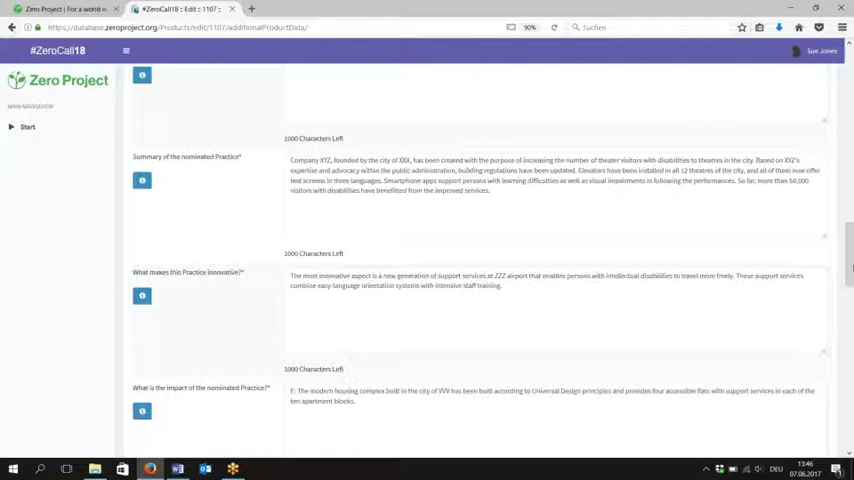 Zero Project | For a world w
#ZeroCall18 :: Edit :: 1107 :
https://database.zeroproject.org/Products/edit/1107/additionalProductData/
90%
Suchen
#ZeroCall18
Sue Jones
Zero Project
MAIN NAVIGATION
Start
1000 Characters Left
Summary of the nominated Practice*
Company XYZ, founded by the city of XXX, has been created with the purpose of increasing the number of theater visitors with disabilities to theatres in the city. Based on XYZ's
expertise and advocacy within the public administration, building regulations have been updated. Elevators have been installed in all 12 theatres of the city, and all of them now offer
text screens in three languages. Smartphone apps support persons with learning difficulties as well as visual impairments in following the performances. So far, more than 50,000
visitors with disabilities have benefitted from the improved services.
1000 Characters Left
What makes this Practice innovative?*
The most innovative aspect is a new generation of support services at ZZZ airport that enables persons with intellectual disabilities to travel more freely. These support services
combine easy-language orientation systems with intensive staff training.
1000 Characters Left
What is the impact of the nominated Practice?*
E: The modern housing complex built in the city of VVV has been built according to Universal Design principles and provides four accessible flats with support services in each of the
ten apartment blocks.
DEU
13:46
07.06.2017